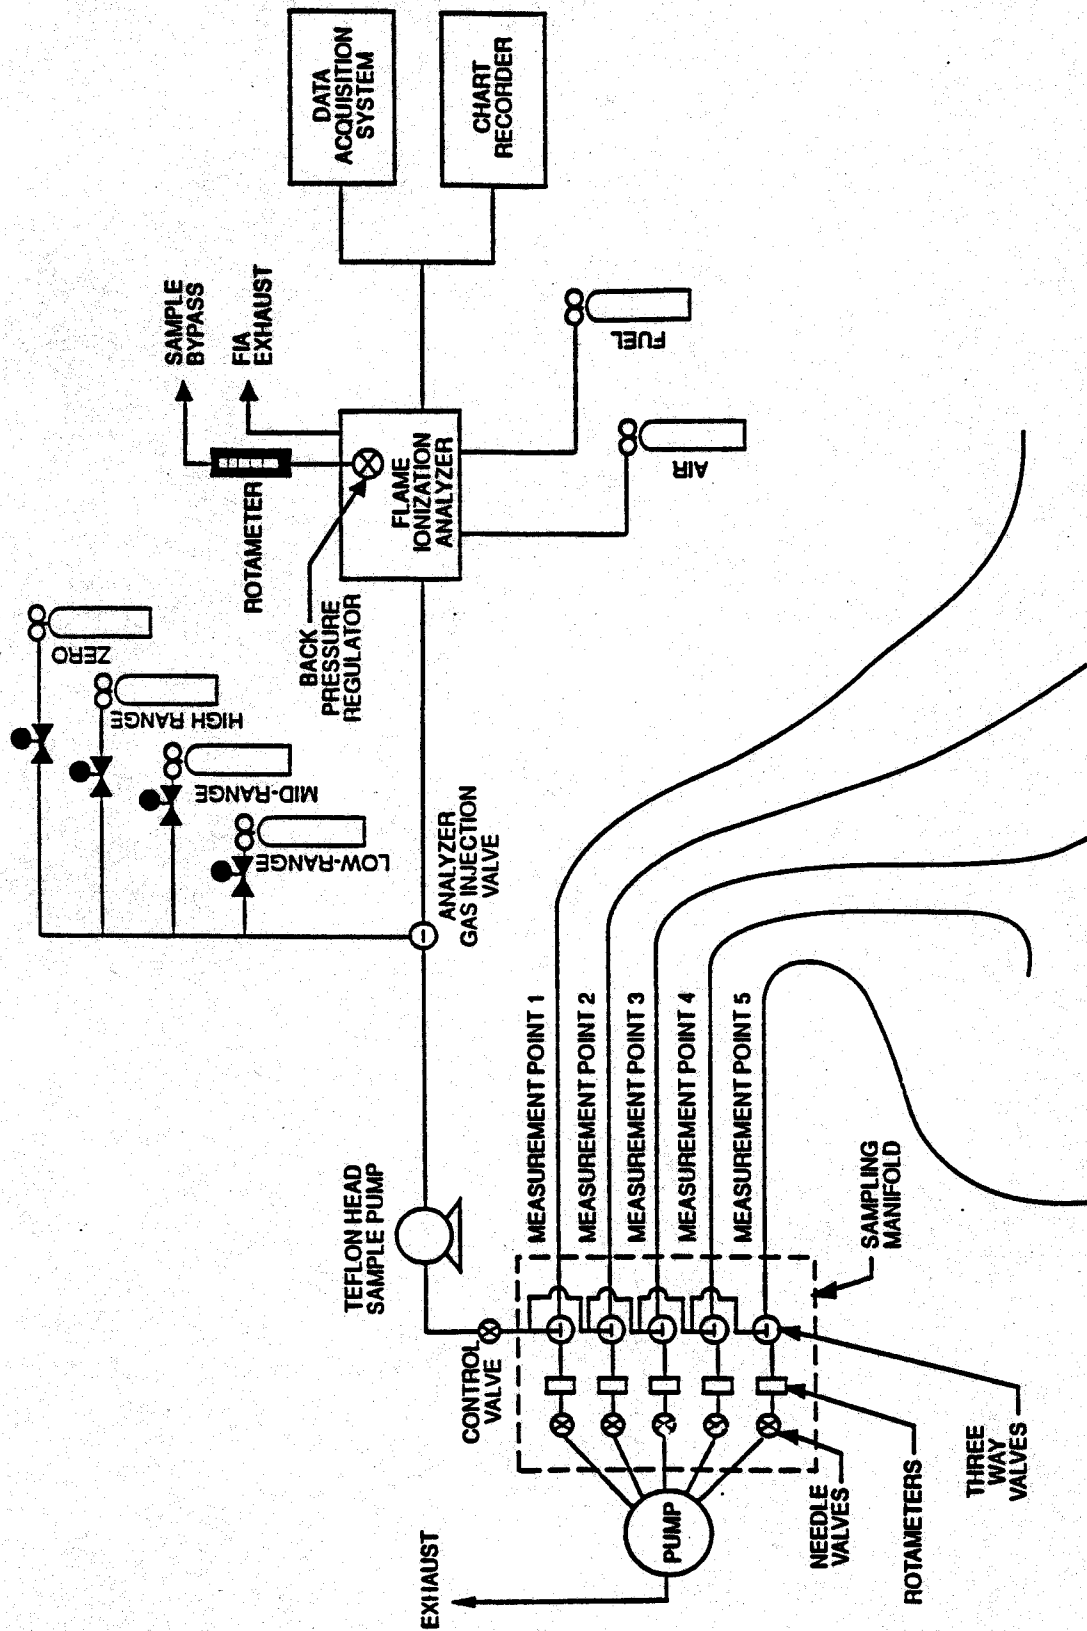 DATA
ACQUISITION
SYSTEM
CHART
RECORDER
SAMPLE
BYPASS
FIA
EXHAUST
ROTAMETER
BACK
PRESSURE
REGULATOR
FLAME
IONIZATION
ANALYZER
FUEL
AIR
ZERO
HIGH RANGE
MID-RANGE
LOW-RANGE
ANALYZER
GAS INJECTION
VALVE
TEFLON HEAD
SAMPLE PUMP
CONTROL
VALVE
MEASUREMENT POINT 1
MEASUREMENT POINT 2
MEASUREMENT POINT 3
MEASUREMENT POINT 4
MEASUREMENT POINT 5
SAMPLING
MANIFOLD
EXHAUST
PUMP
NEEDLE
VALVES
ROTAMETERS
THREE
WAY
VALVES